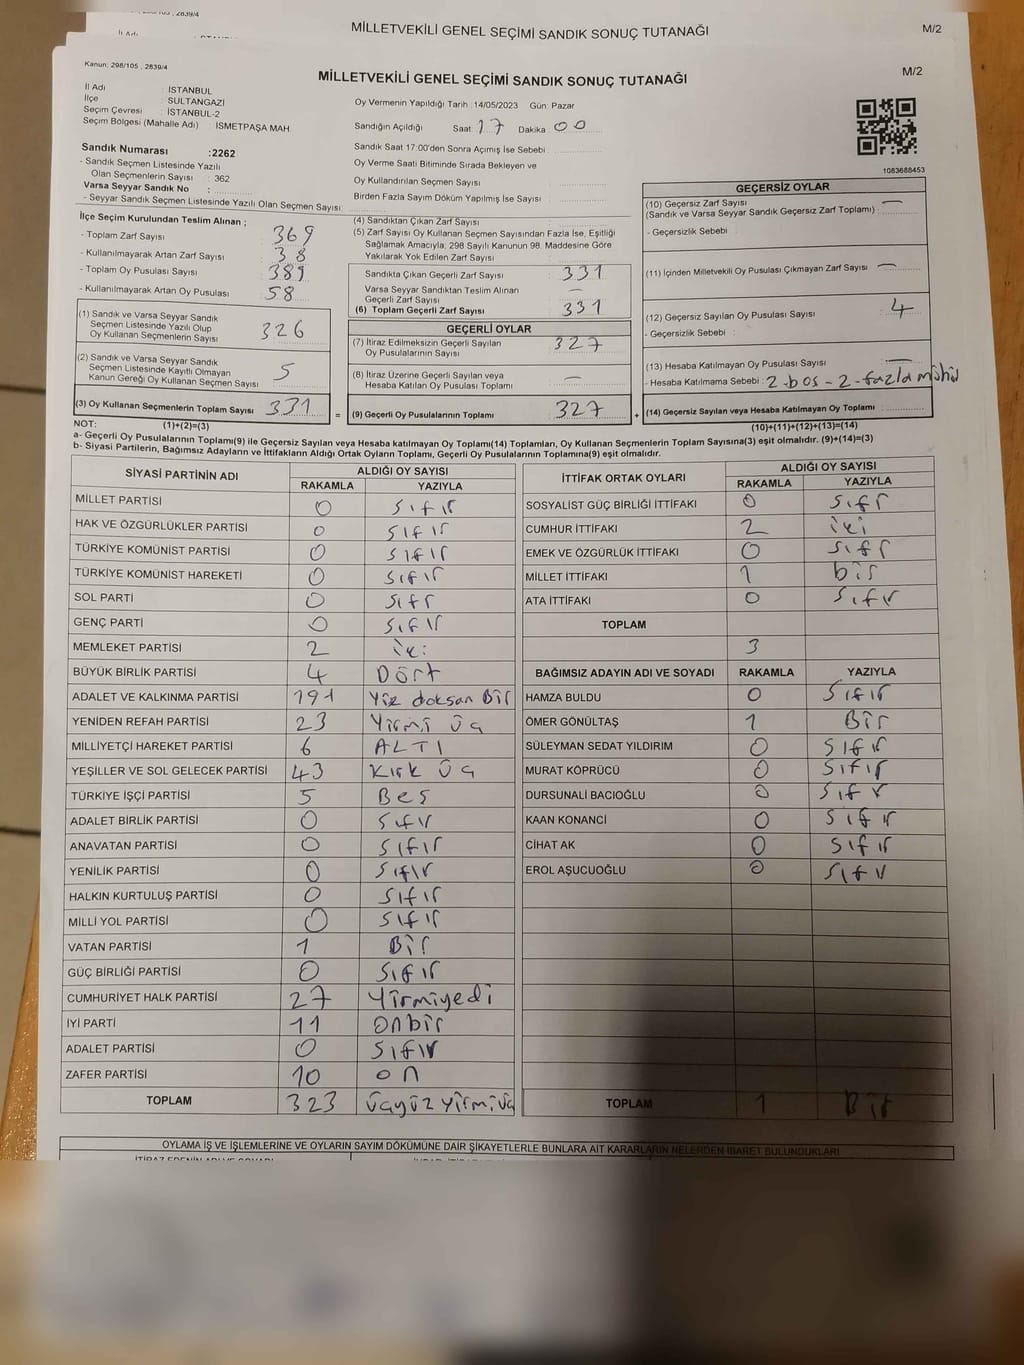 MİLLETVEKİLİ GENEL SEÇİMİ SANDIK SONUÇ TUTANAĞI
M/2
Kanun: 298/105 , 2839/4
MİLLETVEKİLİ GENEL SEÇİMİ SANDIK SONUÇ TUTANAĞI
M/2
İl Adı : İSTANBUL
İlçe : SULTANGAZİ
Seçim Çevresi : İSTANBUL-2
Seçim Bölgesi (Mahalle Adı) : İSMETPAŞA MAH.
Oy Vermenin Yapıldığı Tarih :14/05/2023 Gün: Pazar
Sandığın Açıldığı Saat: 17 Dakika 00
Sandık Saat 17:00'den Sonra Açımış İse Sebebi :
Oy Verme Saati Bitiminde Sırada Bekleyen ve
Oy Kullandırılan Seçmen Sayısı
Birden Fazla Sayım Döküm Yapılmış İse Sayısı :
1083688453
Sandık Numarası :2262
- Sandık Seçmen Listesinde Yazılı
Olan Seçmenlerin Sayısı : 362
Varsa Seyyar Sandık No :
- Seyyar Sandık Seçmen Listesinde Yazılı Olan Seçmen Sayısı:
İlçe Seçim Kurulundan Teslim Alınan ;
- Toplam Zarf Sayısı 369
- Kullanılmayarak Artan Zarf Sayısı 38
- Toplam Oy Pusulası Sayısı 389
- Kullanılmayarak Artan Oy Pusulası 58
(1) Sandık ve Varsa Seyyar Sandık
Seçmen Listesinde Yazılı Olup
Oy Kullanan Seçmenlerin Sayısı 326
(2) Sandık ve Varsa Seyyar Sandık
Seçmen Listesinde Kayıtlı Olmayan
Kanun Gereği Oy Kullanan Seçmen Sayısı 5
(3) Oy Kullanan Seçmenlerin Toplam Sayısı 331
(4) Sandıktan Çıkan Zarf Sayısı
(5) Zarf Sayısı Oy Kullanan Seçmen Sayısından Fazla İse, Eşitliği
Sağlamak Amacıyla; 298 Sayılı Kanunun 98. Maddesine Göre
Yakılarak Yok Edilen Zarf Sayısı
Sandıkta Çıkan Geçerli Zarf Sayısı 331
Varsa Seyyar Sandıktan Teslim Alınan
Geçerli Zarf Sayısı —
(6) Toplam Geçerli Zarf Sayısı 331
GEÇERLİ OYLAR
(7) İtiraz Edilmeksizin Geçerli Sayılan
Oy Pusulalarının Sayısı 327
(8) İtiraz Üzerine Geçerli Sayılan veya
Hesaba Katılan Oy Pusulası Toplamı —
= (9) Geçerli Oy Pusulalarının Toplamı 327 +
GEÇERSİZ OYLAR
(10) Geçersiz Zarf Sayısı —
(Sandık ve Varsa Seyyar Sandık Geçersiz Zarf Toplamı)
- Geçersizlik Sebebi :
(11) İçinden Milletvekili Oy Pusulası Çıkmayan Zarf Sayısı —
(12) Geçersiz Sayılan Oy Pusulası Sayısı 4
- Geçersizlik Sebebi :
(13) Hesaba Katılmayan Oy Pusulası Sayısı —
- Hesaba Katılmama Sebebi : 2-boş-2-fazla mühür
(14) Geçersiz Sayılan veya Hesaba Katılmayan Oy Toplamı
NOT: (1)+(2)=(3) (10)+(11)+(12)+(13)=(14)
a- Geçerli Oy Pusulalarının Toplamı(9) ile Geçersiz Sayılan veya Hesaba katılmayan Oy Toplamı(14) Toplamları, Oy Kullanan Seçmenlerin Toplam Sayısına(3) eşit olmalıdır. (9)+(14)=(3)
b- Siyasi Partilerin, Bağımsız Adayların ve İttifakların Aldığı Ortak Oyların Toplamı, Geçerli Oy Pusulalarının Toplamına(9) eşit olmalıdır.
SİYASİ PARTİNİN ADI ALDIĞI OY SAYISI
RAKAMLA YAZIYLA
MİLLET PARTİSİ 0 Sıfır
HAK VE ÖZGÜRLÜKLER PARTİSİ 0 Sıfır
TÜRKİYE KOMÜNİST PARTİSİ 0 Sıfır
TÜRKİYE KOMÜNİST HAREKETİ 0 Sıfır
SOL PARTİ 0 Sıfr
GENÇ PARTİ 0 Sıfır
MEMLEKET PARTİSİ 2 iki
BÜYÜK BİRLİK PARTİSİ 4 Dört
ADALET VE KALKINMA PARTİSİ 191 Yüz doksan Bir
YENİDEN REFAH PARTİSİ 23 Yirmi üç
MİLLİYETÇİ HAREKET PARTİSİ 6 ALTI
YEŞİLLER VE SOL GELECEK PARTİSİ 43 Kırk üç
TÜRKİYE İŞÇİ PARTİSİ 5 Beş
ADALET BİRLİK PARTİSİ 0 Sıfır
ANAVATAN PARTİSİ 0 Sıfır
YENİLİK PARTİSİ 0 Sıfır
HALKIN KURTULUŞ PARTİSİ 0 Sıfır
MİLLİ YOL PARTİSİ 0 Sıfır
VATAN PARTİSİ 1 Bir
GÜÇ BİRLİĞİ PARTİSİ 0 Sıfır
CUMHURİYET HALK PARTİSİ 27 Yirmiyedi
İYİ PARTİ 11 onbir
ADALET PARTİSİ 0 Sıfır
ZAFER PARTİSİ 10 on
TOPLAM 323 üçyüz yirmi üç
İTTİFAK ORTAK OYLARI ALDIĞI OY SAYISI
RAKAMLA YAZIYLA
SOSYALİST GÜÇ BİRLİĞİ İTTİFAKI 0 Sıfr
CUMHUR İTTİFAKI 2 iki
EMEK VE ÖZGÜRLÜK İTTİFAKI 0 Sıfr
MİLLET İTTİFAKI 1 bir
ATA İTTİFAKI 0 Sıfır
TOPLAM
3
BAĞIMSIZ ADAYIN ADI VE SOYADI RAKAMLA YAZIYLA
HAMZA BULDU 0 Sıfır
ÖMER GÖNÜLTAŞ 1 Bir
SÜLEYMAN SEDAT YILDIRIM 0 Sıfır
MURAT KÖPRÜCÜ 0 Sıfır
DURSUNALİ BACIOĞLU 0 Sıfır
KAAN KONANCİ 0 Sıfır
CİHAT AK 0 Sıfır
EROL AŞUCUOĞLU 0 Sıfır
TOPLAM 1 Bir
OYLAMA İŞ VE İŞLEMLERİNE VE OYLARIN SAYIM DÖKÜMÜNE DAİR ŞİKAYETLERLE BUNLARA AİT KARARLARIN NELERDEN İBARET BULUNDUKLARI